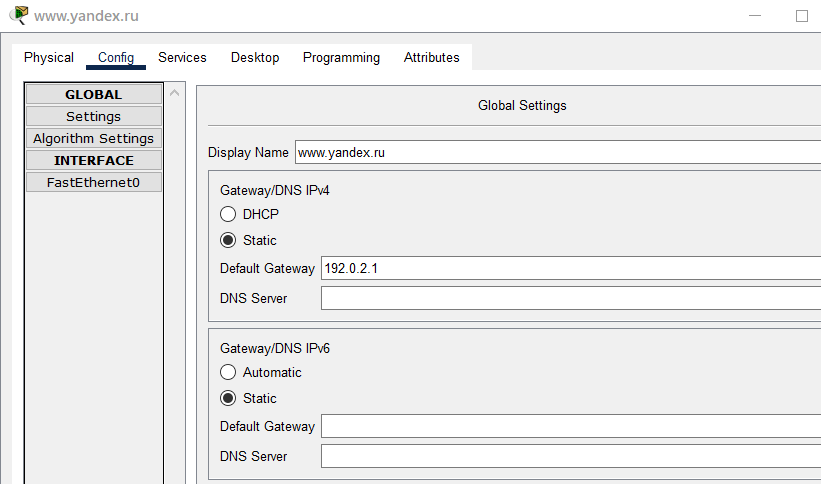 www.yandex.ru
Physical Config Services Desktop Programming Attributes
GLOBAL
Settings
Algorithm Settings
INTERFACE
FastEthernet0
Global Settings
Display Name www.yandex.ru
Gateway/DNS IPv4
DHCP
Static
Default Gateway 192.0.2.1
DNS Server
Gateway/DNS IPv6
Automatic
Static
Default Gateway
DNS Server